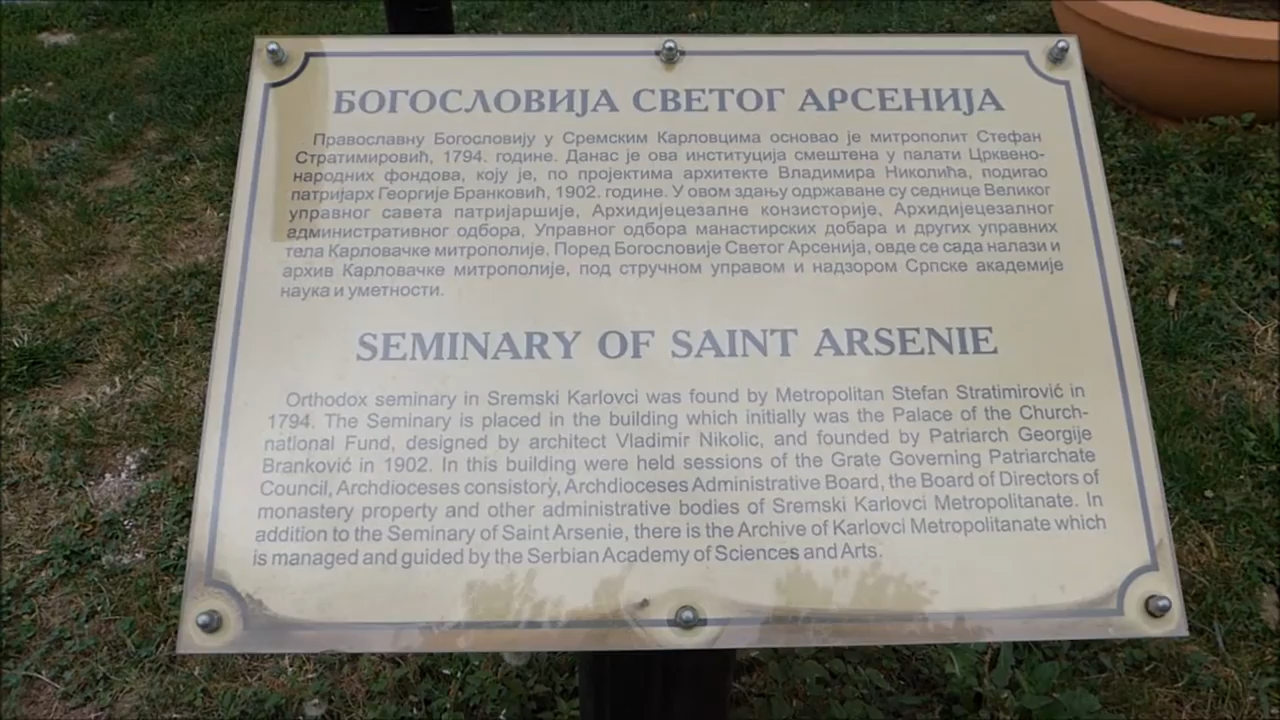 БОГОСЛОВИЈА СВЕТОГ АРСЕНИЈА
Православну Богословију у Сремским Карловцима основао је митрополит Стефан
Стратимировић, 1794. године. Данас је ова институција смештена у палати Црквено-
народних фондова, коју је, по пројектима архитекте Владимира Николића, подигао
патријарх Георгије Бранковић, 1902. године. У овом здању одржаване су седнице Великог
управног савета патријаршије, Архидијецезалне конзисторије, Архидијецезалног
административног одбора, Управног одбора манастирских добара и других управних
тела Карловачке митрополије. Поред Богословије Светог Арсенија, овде се сада налази и
архив Карловачке митрополије, под стручном управом и надзором Српске академије
наука и уметности.
SEMINARY OF SAINT ARSENIE
Orthodox seminary in Sremski Karlovci was found by Metropolitan Stefan Stratimirović in
1794. The Seminary is placed in the building which initially was the Palace of the Church-
national Fund, designed by architect Vladimir Nikolic, and founded by Patriarch Georgije
Branković in 1902. In this building were held sessions of the Grate Governing Patriarchate
Council, Archdioceses consistory, Archdioceses Administrative Board, the Board of Directors of
monastery property and other administrative bodies of Sremski Karlovci Metropolitanate. In
addition to the Seminary of Saint Arsenie, there is the Archive of Karlovci Metropolitanate which
is managed and guided by the Serbian Academy of Sciences and Arts.